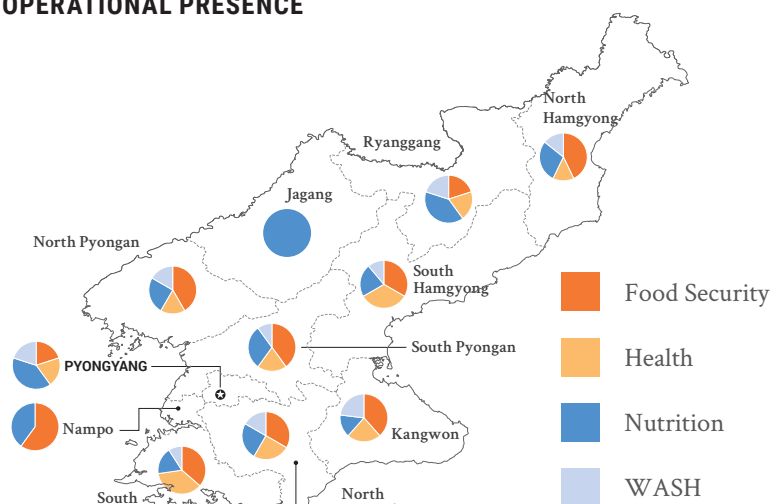 OPERATIONAL PRESENCE
North
Hamgyong
Ryanggang
Jagang
North Pyongan
South
Hamgyong
Food Security
South Pyongan
Health
PYONGYANG
Nampo
Kangwon
Nutrition
South
North
WASH